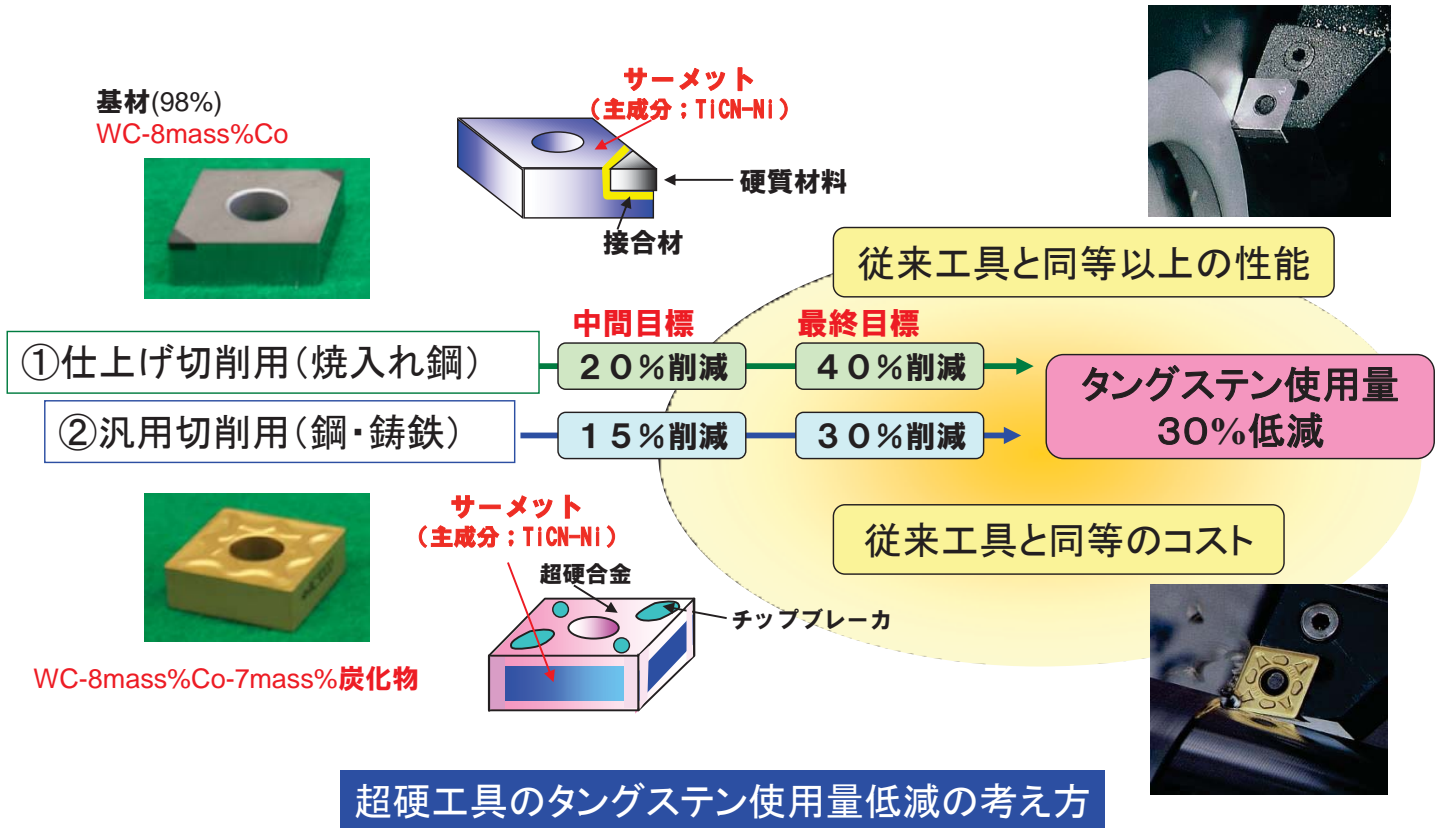 基材(98%)
WC-8mass%Co
サーメット
(主成分;TiCN-Ni)
硬質材料
接合材
従来工具と同等以上の性能
中間目標
最終目標
①仕上げ切削用(焼入れ鋼)
20%削減
40%削減
②汎用切削用(鋼・鋳鉄)
15%削減
30%削減
タングステン使用量
30%低減
サーメット
(主成分;TiCN-Ni)
超硬合金
チップブレーカ
従来工具と同等のコスト
WC-8mass%Co-7mass%炭化物
超硬工具のタングステン使用量低減の考え方